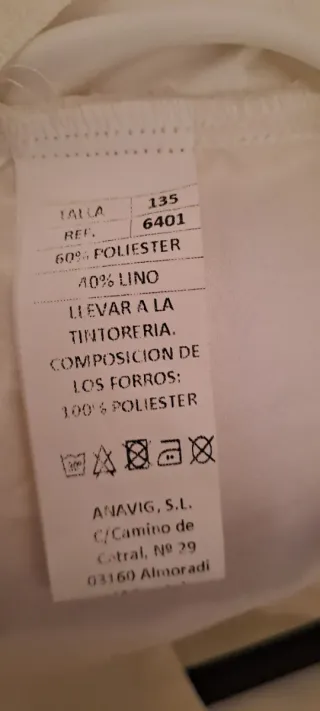 TALLA 135
REF. 6401
60% POLIESTER
40% LINO
LLEVAR A LA
TINTORERIA.
COMPOSICION DE
LOS FORROS:
100% POLIESTER
30º
ANAVIG, S.L.
C/Camino de
Catral, Nº 29
03160 Almoradi